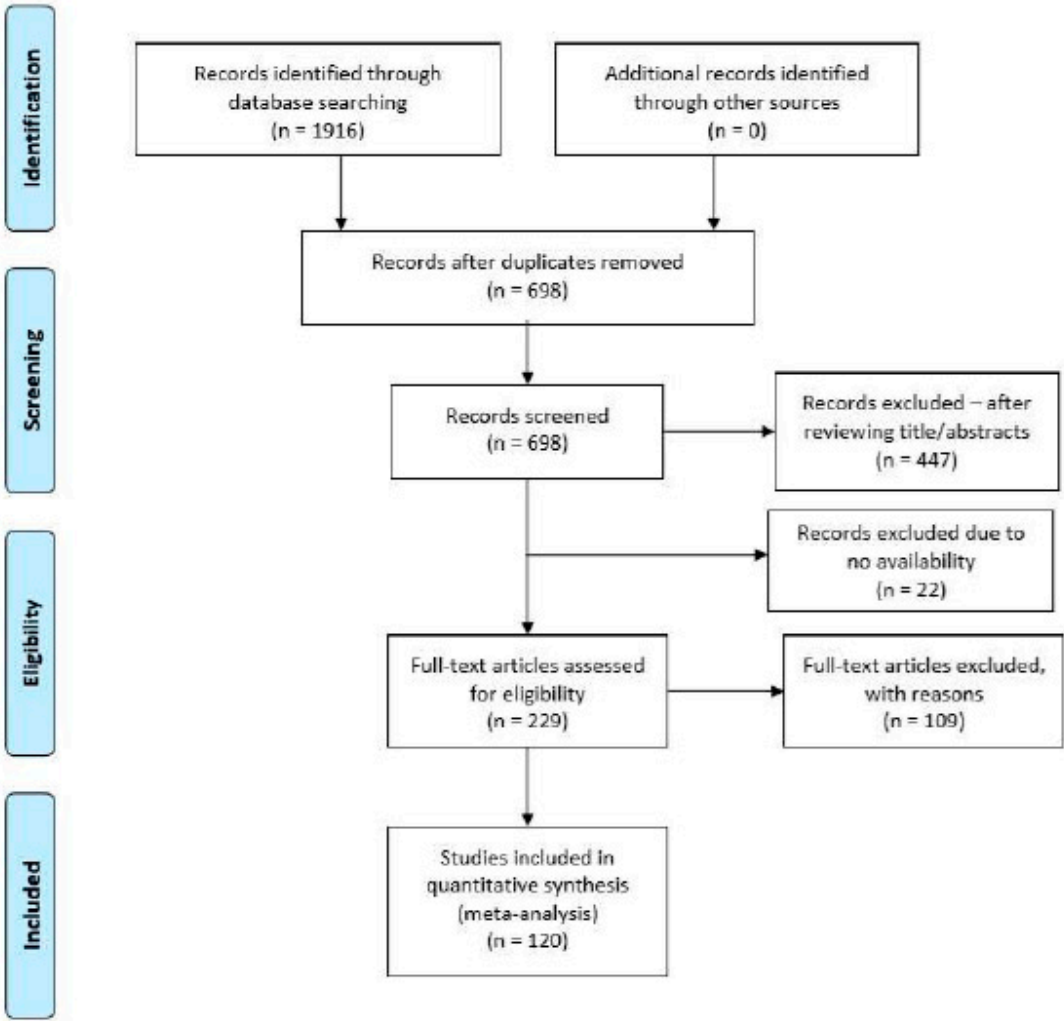 Identification
Records identified through
database searching
(n = 1916)
Additional records identified
through other sources
(n = 0)
Records after duplicates removed
(n = 698)
Screening
Records screened
(n = 698)
Records excluded – after
reviewing title/abstracts
(n = 447)
Records excluded due to
no availability
(n = 22)
Eligibility
Full-text articles assessed
for eligibility
(n = 229)
Full-text articles excluded,
with reasons
(n = 109)
Included
Studies included in
quantitative synthesis
(meta-analysis)
(n = 120)